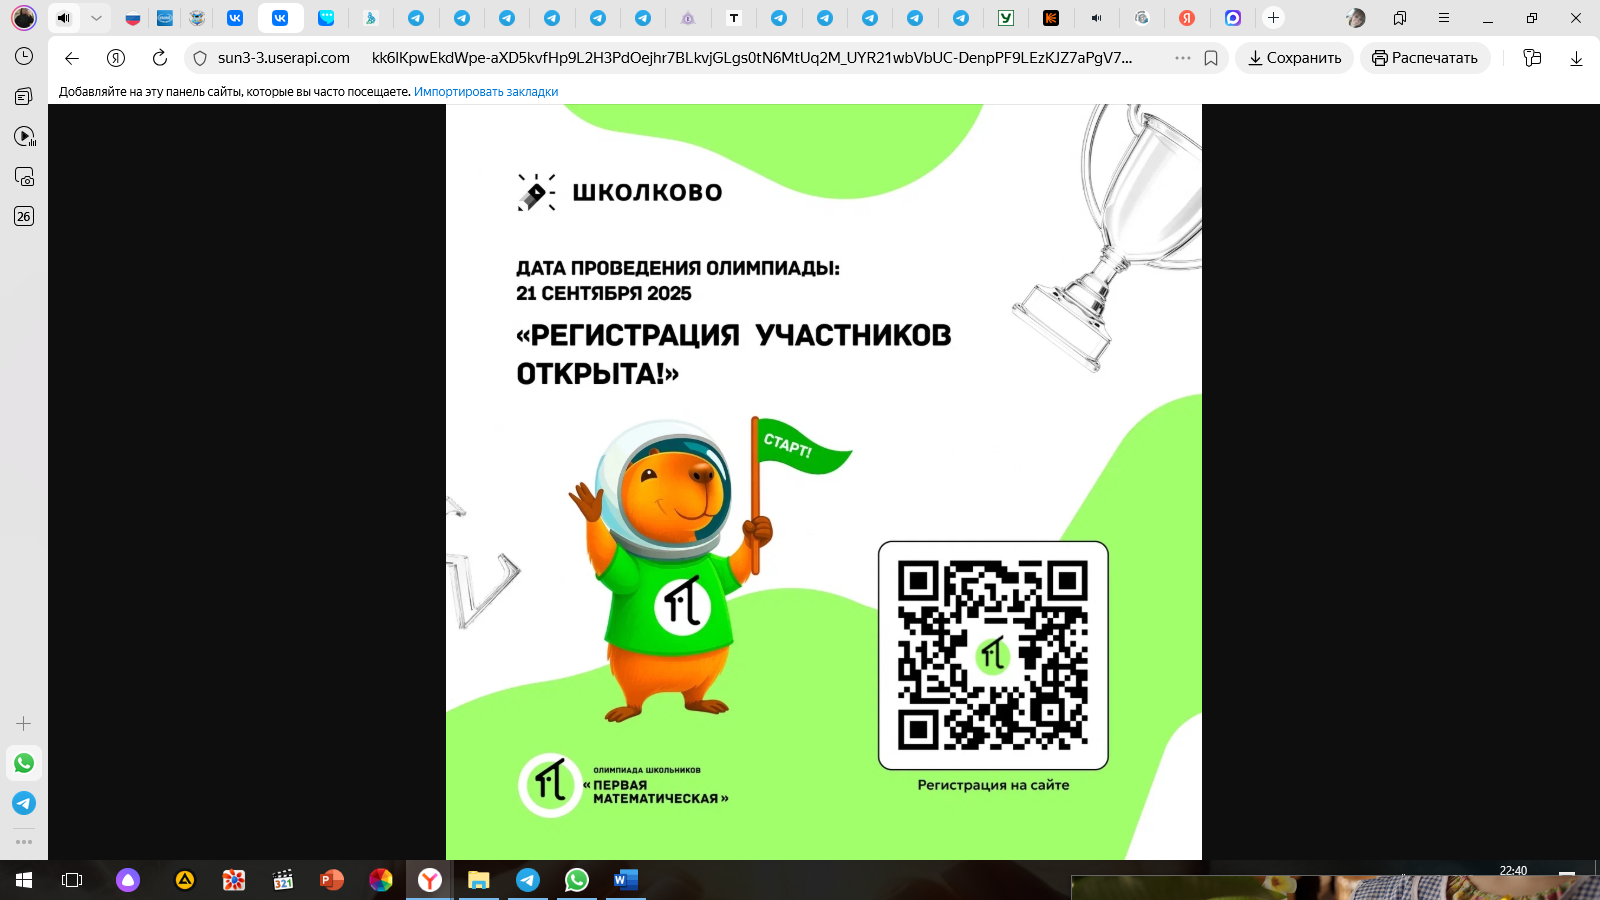 sun3-3.userapi.com kk6lKpwEkdWpe-aXD5kvfHp9L2H3PdOejhr7BLkvjGLgs0tN6MtUq2M_UYR21wbVbUC-DenpPF9LEzKJZ7aPgV7...
Сохранить
Распечатать
Добавляйте на эту панель сайты, которые вы часто посещаете. Импортировать закладки
26
ШКОЛКОВО
ДАТА ПРОВЕДЕНИЯ ОЛИМПИАДЫ:
21 СЕНТЯБРЯ 2025
«РЕГИСТРАЦИЯ УЧАСТНИКОВ
ОТКРЫТА!»
СТАРТ!
Регистрация на сайте
ОЛИМПИАДА ШКОЛЬНИКОВ
«ПЕРВАЯ
МАТЕМАТИЧЕСКАЯ»
321
22:40